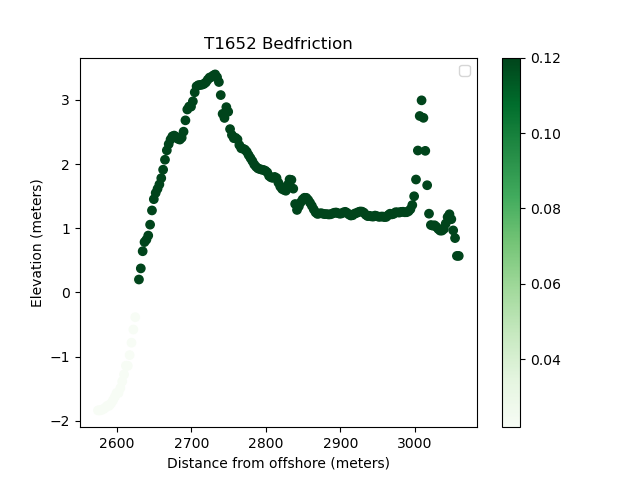 T1652 Bedfriction
Elevation (meters)
3
2
1
0
−1
−2
2600 2700 2800 2900 3000
Distance from offshore (meters)
0.12
0.10
0.08
0.06
0.04